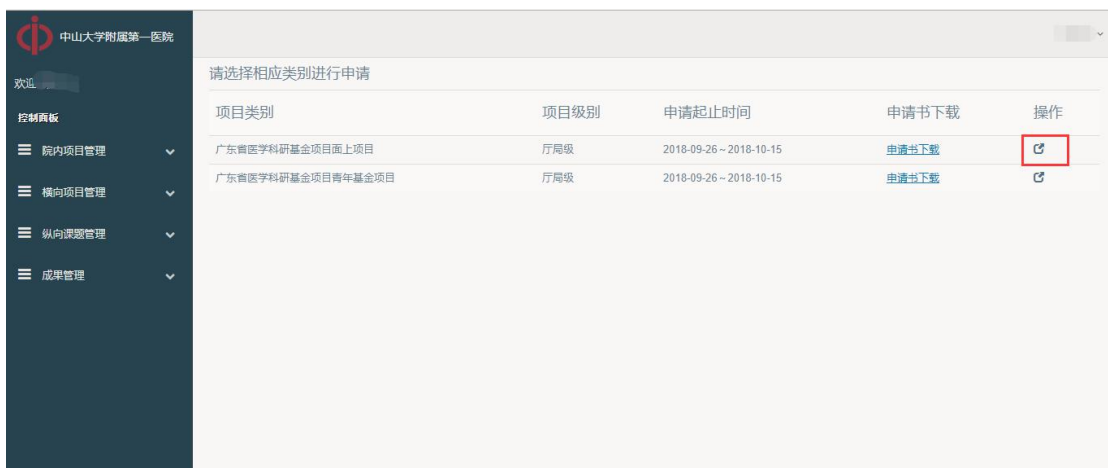 中山大学附属第一医院
欢迎
控制面板
院内项目管理
横向项目管理
纵向课题管理
成果管理
请选择相应类别进行申请
项目类别 项目级别 申请起止时间 申请书下载 操作
广东省医学科研基金项目面上项目 厅局级 2018-09-26 ~ 2018-10-15 申请书下载
广东省医学科研基金项目青年基金项目 厅局级 2018-09-26 ~ 2018-10-15 申请书下载